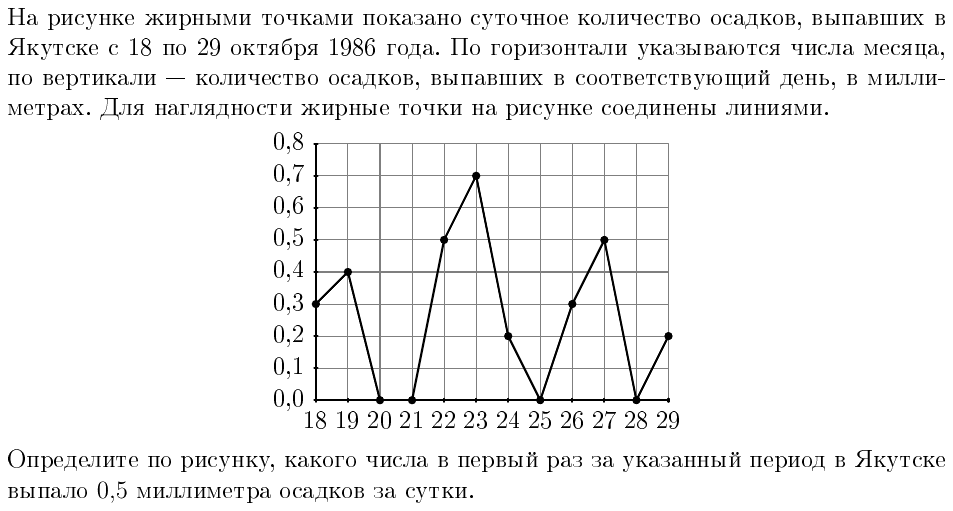 На рисунке жирными точками показано суточное количество осадков, выпавших в
Якутске с 18 по 29 октября 1986 года. По горизонтали указываются числа месяца,
по вертикали — количество осадков, выпавших в соответствующий день, в милли-
метрах. Для наглядности жирные точки на рисунке соединены линиями.
0,8
0,7
0,6
0,5
0,4
0,3
0,2
0,1
0,0
18 19 20 21 22 23 24 25 26 27 28 29
Определите по рисунку, какого числа в первый раз за указанный период в Якутске
выпало 0,5 миллиметра осадков за сутки.